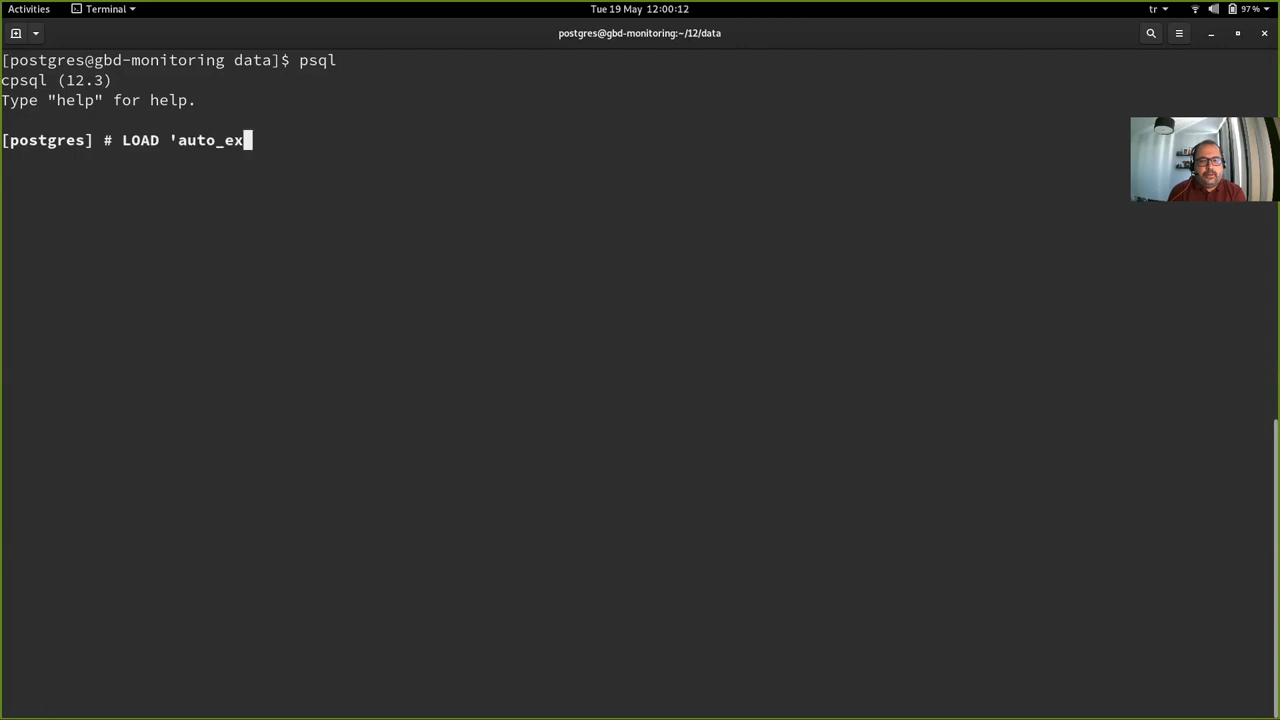 Activities
Terminal
Tue 19 May 12:00:12
tr
97%
postgres@gbd-monitoring:~/12/data
[postgres@gbd-monitoring data]$ psql
cpsql (12.3)
Type "help" for help.
[postgres] # LOAD 'auto_ex